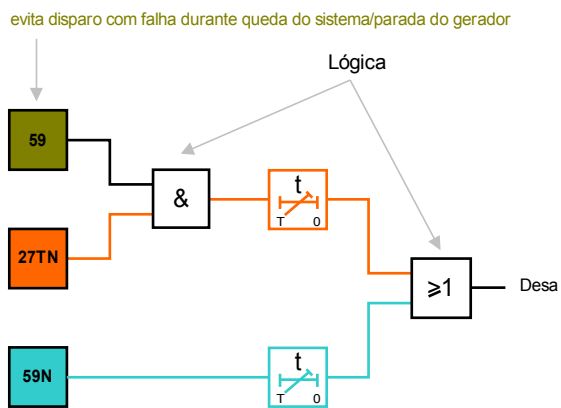 evita disparo com falha durante queda do sistema/parada do gerador
Lógica
59
&
t
T 0
27TN
≥1
Desa
59N
t
T 0